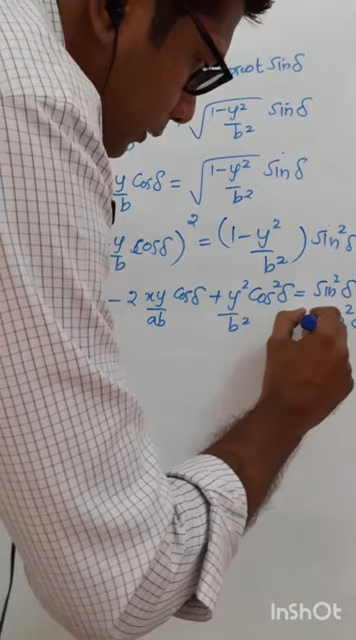 cosωt sinδ
√(1-y²/b²) sinδ
y/b cosδ = √(1-y²/b²) sinδ
y/b cosδ)² = (1-y²/b²) sin²δ
- 2 xy/ab cosδ + y²/b² cos²δ = sin²δ
InShOt